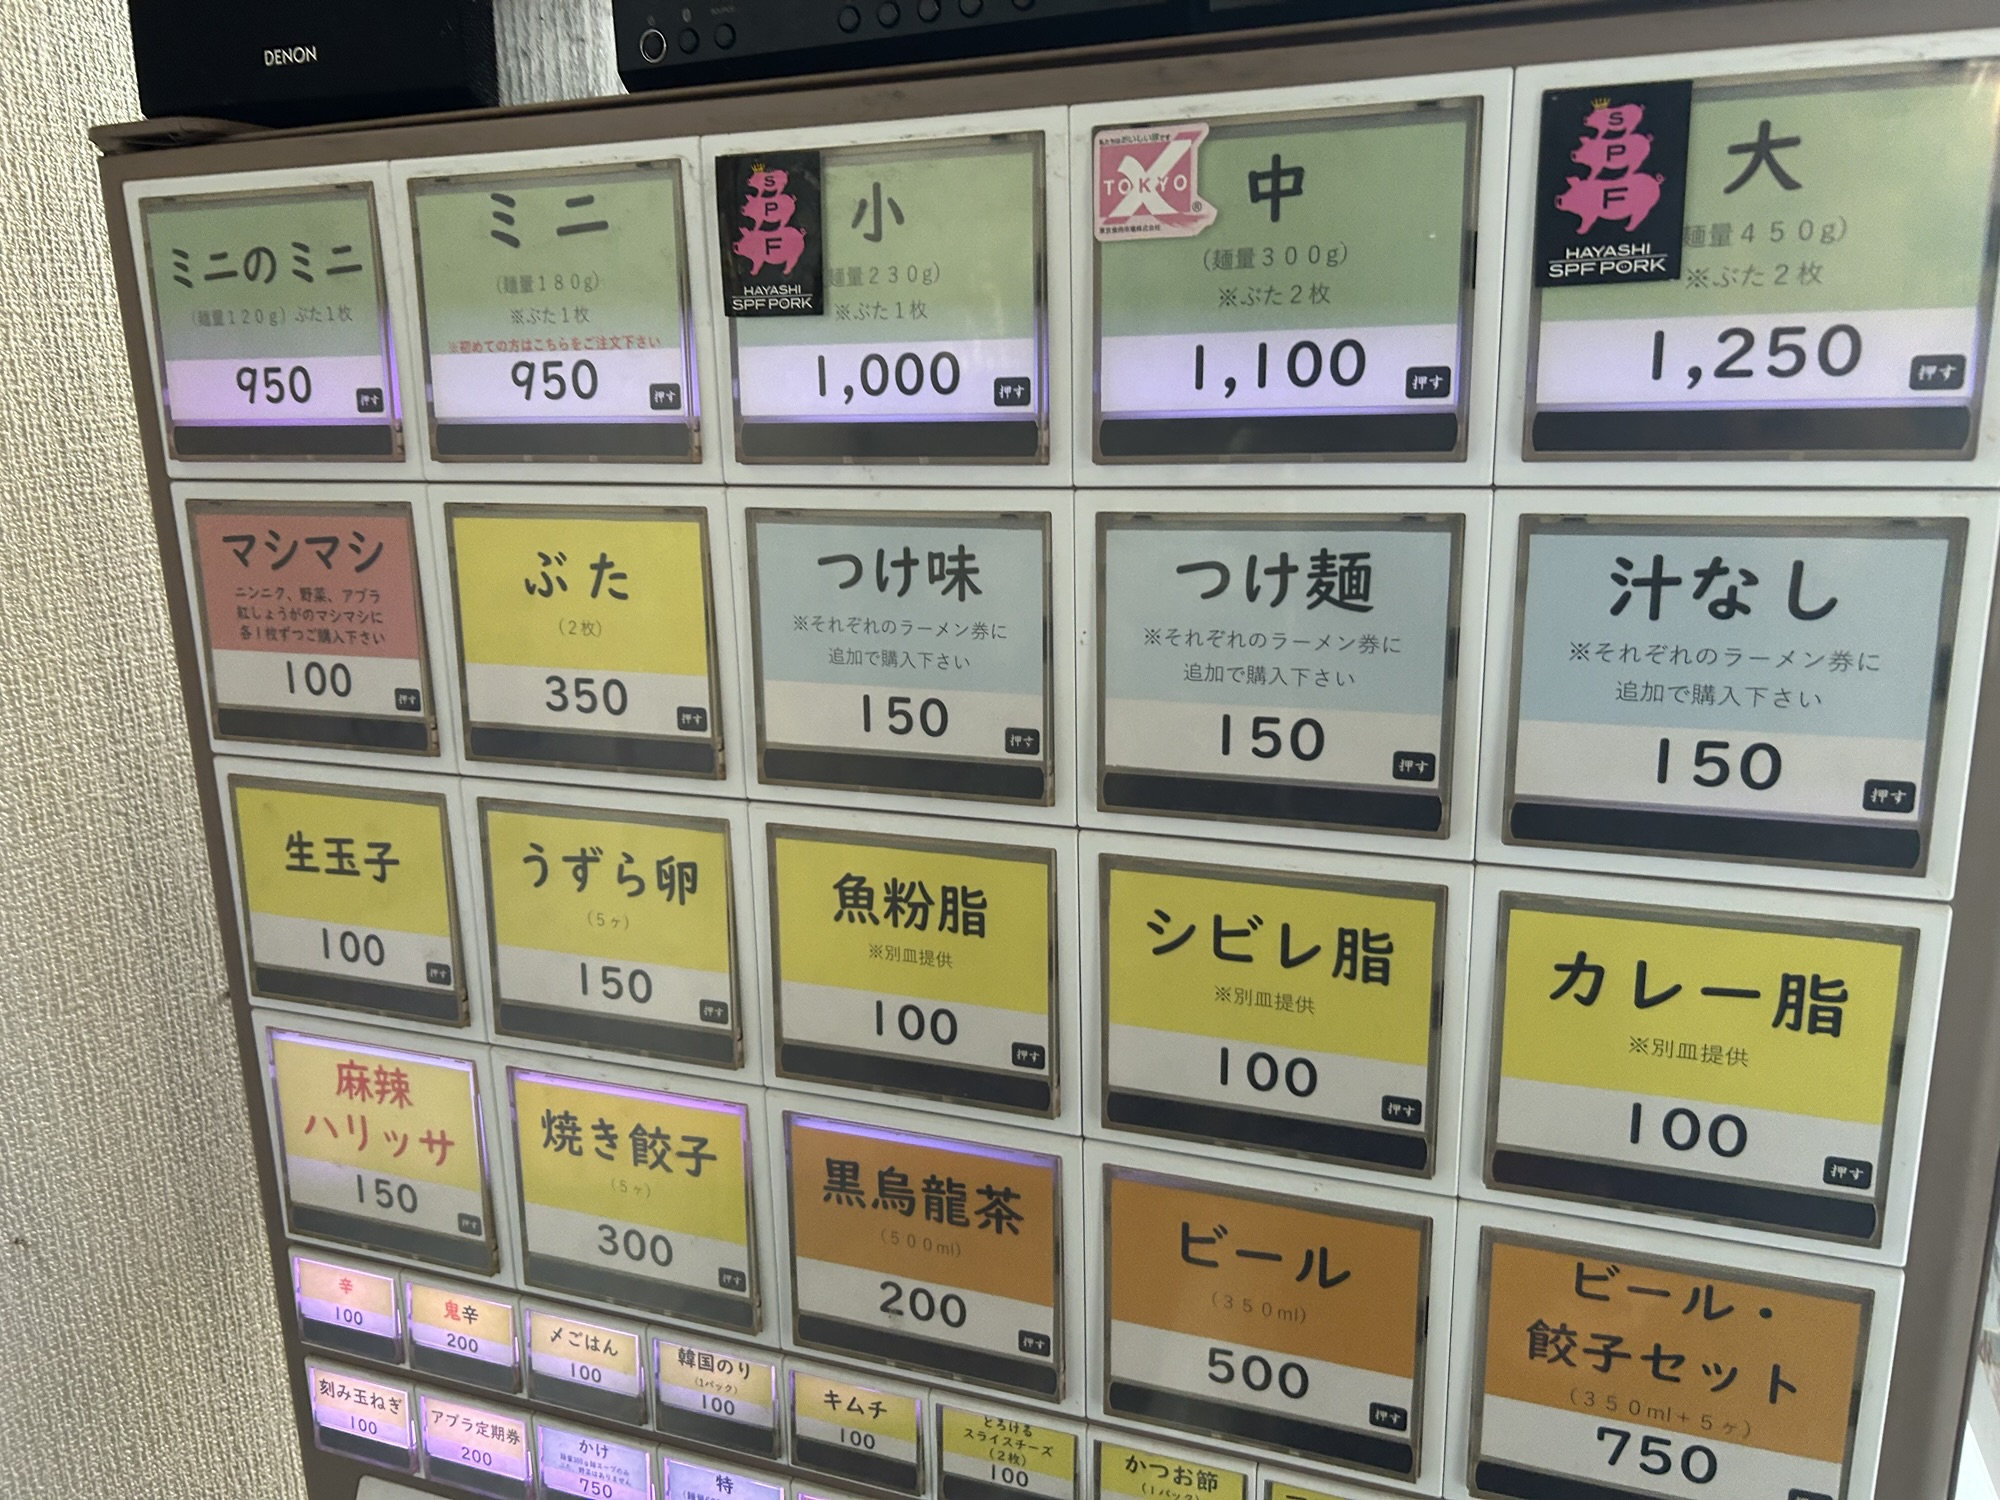 DENON
SOURCE
ミニのミニ
(麺量120g) ぶた1枚
950
押す
ミニ
(麺量180g)
※ぶた1枚
※初めての方はこちらをご注文下さい
950
押す
S
P
F
HAYASHI
SPF PORK
小
麺量230g)
※ぶた1枚
1,000
押す
TOKYO
X
®
中
(麺量300g)
※ぶた2枚
1,100
押す
S
P
F
HAYASHI
SPF PORK
大
麺量450g)
※ぶた2枚
1,250
押す
マシマシ
ニンニク、野菜、アブラ
紅しょうがのマシマシに
各1枚ずつご購入下さい
100
押す
ぶた
(2枚)
350
押す
つけ味
※それぞれのラーメン券に
追加で購入下さい
150
押す
つけ麺
※それぞれのラーメン券に
追加で購入下さい
150
押す
汁なし
※それぞれのラーメン券に
追加で購入下さい
150
押す
生玉子
100
押す
うずら卵
(5ヶ)
150
押す
魚粉脂
※別皿提供
100
押す
シビレ脂
※別皿提供
100
押す
カレー脂
※別皿提供
100
押す
麻辣
ハリッサ
150
押す
焼き餃子
(5ヶ)
300
押す
黒烏龍茶
(500ml)
200
押す
ビール
(350ml)
500
押す
ビール・
餃子セット
(350ml+5ヶ)
750
辛
100
鬼辛
200
〆ごはん
100
韓国のり
(1パック)
100
キムチ
100
とろける
スライスチーズ
(2枚)
100
かつお節
(1パック)
刻み玉ねぎ
100
アブラ定期券
200
かけ
750
特